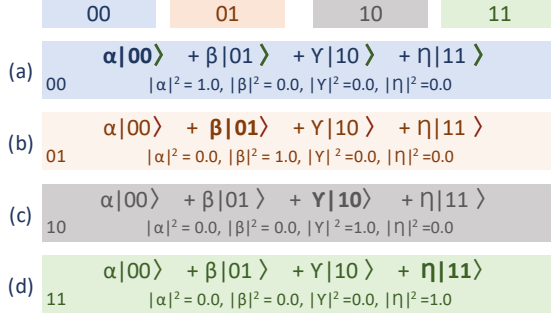 00 01 10 11
(a) α|00⟩ + β|01⟩ + Υ|10⟩ + Ƞ|11⟩
00 |α|² = 1.0, |β|² = 0.0, |Υ|² =0.0, |Ƞ|² =0.0
(b) α|00⟩ + β|01⟩ + Υ|10⟩ + Ƞ|11⟩
01 |α|² = 0.0, |β|² = 1.0, |Υ|² =0.0, |Ƞ|² =0.0
(c) α|00⟩ + β|01⟩ + Υ|10⟩ + Ƞ|11⟩
10 |α|² = 0.0, |β|² = 0.0, |Υ|² =1.0, |Ƞ|² =0.0
(d) α|00⟩ + β|01⟩ + Υ|10⟩ + Ƞ|11⟩
11 |α|² = 0.0, |β|² = 0.0, |Υ|² =0.0, |Ƞ|² =1.0